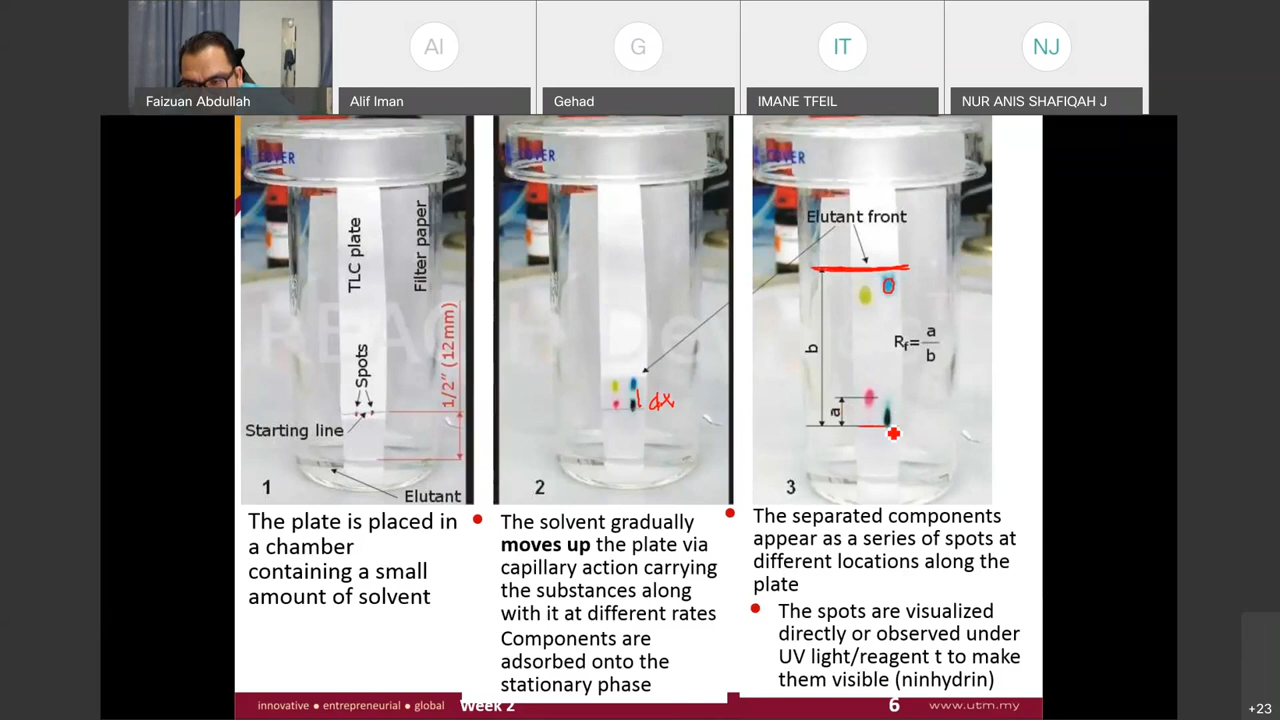 AI
G
IT
NJ
Faizuan Abdullah
Alif Iman
Gehad
IMANE TFEIL
NUR ANIS SHAFIQAH J
COVER
TLC plate
Filter paper
Spots
1/2" (12mm)
Starting line
Elutant
1
2
dx
COVER
Elutant front
b
Rf= a/b
a
3
The plate is placed in
a chamber
containing a small
amount of solvent
• The solvent gradually
moves up the plate via
capillary action carrying
the substances along
with it at different rates
Components are
adsorbed onto the
stationary phase
• The separated components
appear as a series of spots at
different locations along the
plate
• The spots are visualized
directly or observed under
UV light/reagent t to make
them visible (ninhydrin)
innovative ● entrepreneurial ● global
Week 2
6
www.utm.my
+23